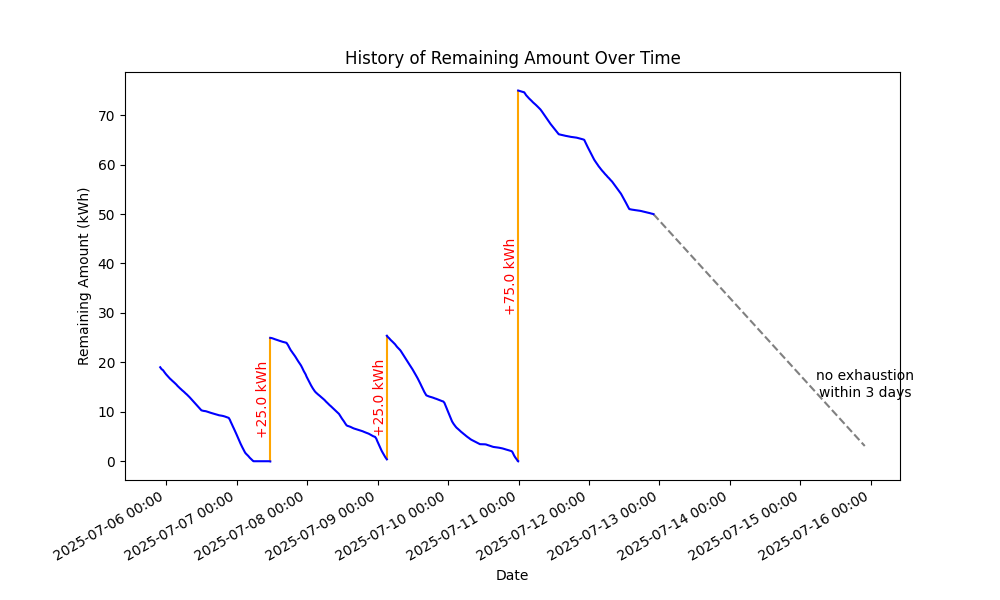 History of Remaining Amount Over Time
Remaining Amount (kWh)
70
60
50
40
30
20
10
0
+25.0 kWh
+25.0 kWh
+75.0 kWh
no exhaustion
within 3 days
2025-07-06 00:00
2025-07-07 00:00
2025-07-08 00:00
2025-07-09 00:00
2025-07-10 00:00
2025-07-11 00:00
2025-07-12 00:00
2025-07-13 00:00
2025-07-14 00:00
2025-07-15 00:00
2025-07-16 00:00
Date